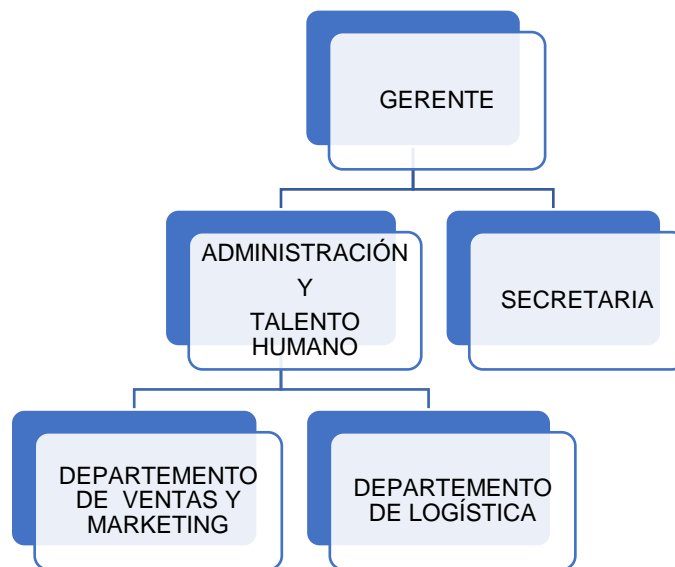 GERENTE
ADMINISTRACIÓN
Y
TALENTO
HUMANO
SECRETARIA
DEPARTEMENTO
DE VENTAS Y
MARKETING
DEPARTEMENTO
DE LOGÍSTICA